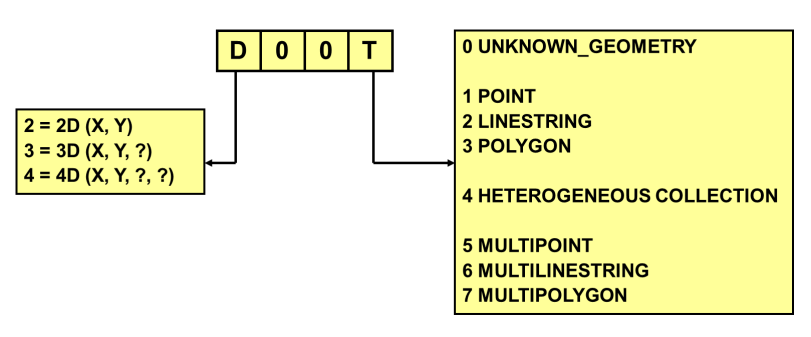 D 0 0 T
2 = 2D (X, Y)
3 = 3D (X, Y, ?)
4 = 4D (X, Y, ?, ?)
0 UNKNOWN_GEOMETRY
1 POINT
2 LINESTRING
3 POLYGON
4 HETEROGENEOUS COLLECTION
5 MULTIPOINT
6 MULTILINESTRING
7 MULTIPOLYGON